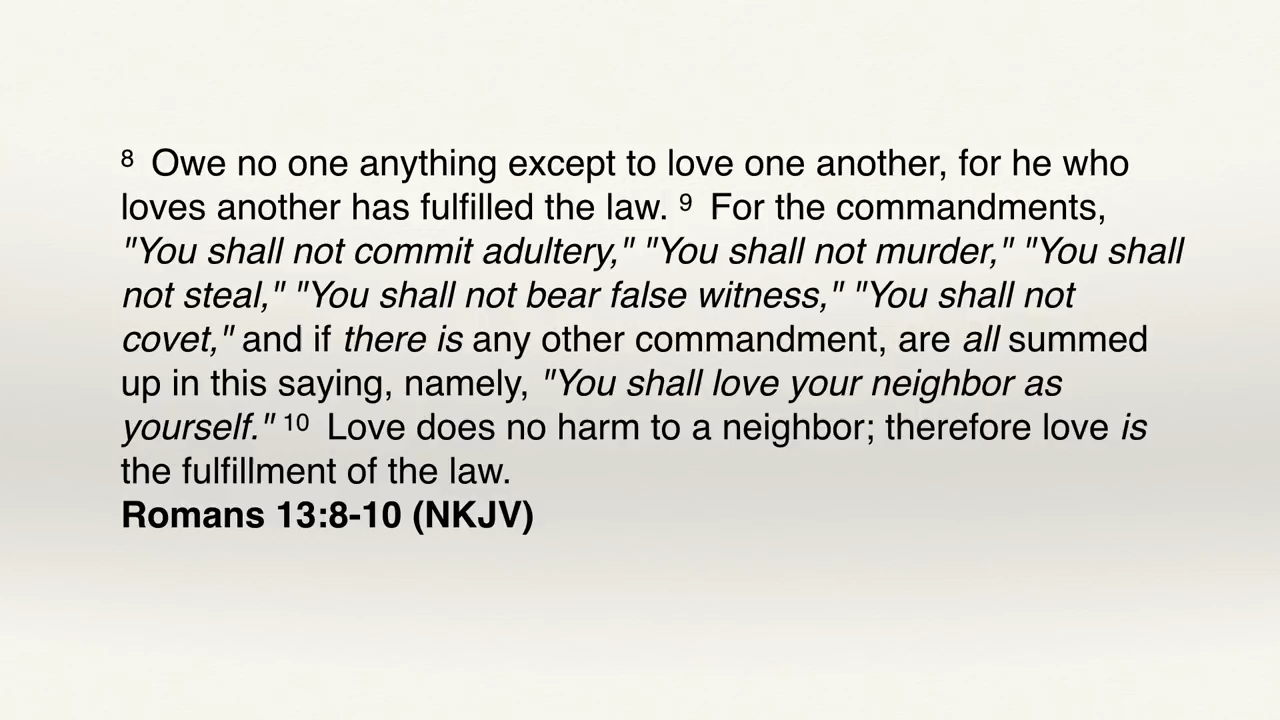 8 Owe no one anything except to love one another, for he who
loves another has fulfilled the law. 9 For the commandments,
"You shall not commit adultery," "You shall not murder," "You shall
not steal," "You shall not bear false witness," "You shall not
covet," and if there is any other commandment, are all summed
up in this saying, namely, "You shall love your neighbor as
yourself." 10 Love does no harm to a neighbor; therefore love is
the fulfillment of the law.
Romans 13:8-10 (NKJV)